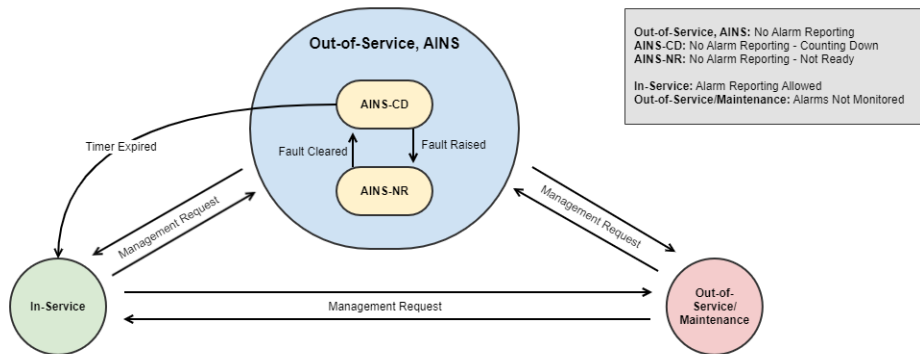 Out-of-Service, AINS
AINS-CD
Fault Cleared
Fault Raised
AINS-NR
Timer Expired
Management Request
Management Request
In-Service
Management Request
Out-of-
Service/
Maintenance
Out-of-Service, AINS: No Alarm Reporting
AINS-CD: No Alarm Reporting - Counting Down
AINS-NR: No Alarm Reporting - Not Ready
In-Service: Alarm Reporting Allowed
Out-of-Service/Maintenance: Alarms Not Monitored